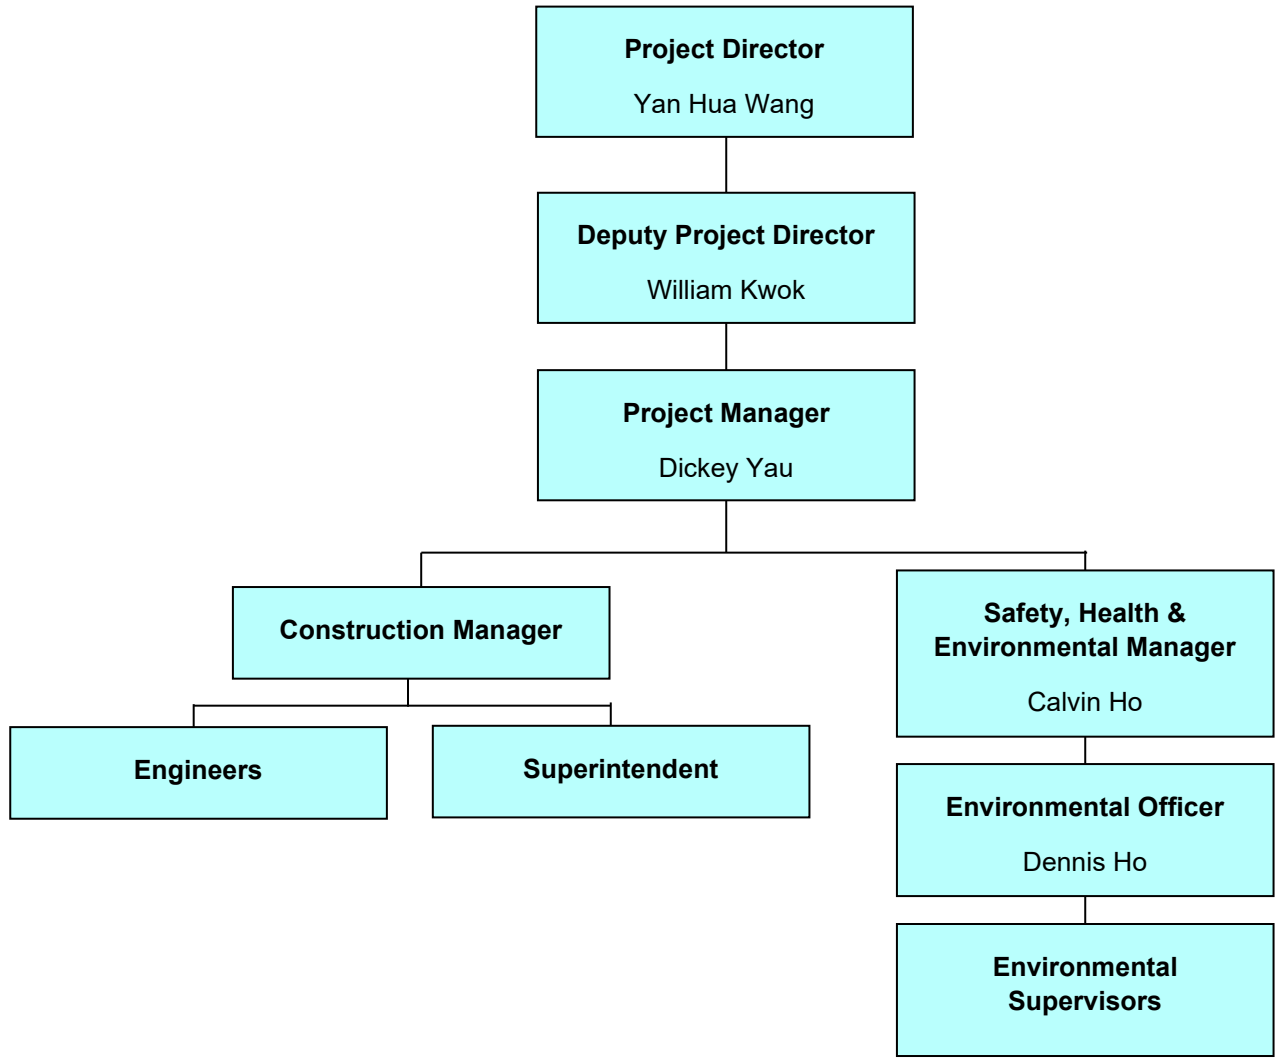 Project Director
Yan Hua Wang
Deputy Project Director
William Kwok
Project Manager
Dickey Yau
Construction Manager
Safety, Health &
Environmental Manager
Calvin Ho
Engineers
Superintendent
Environmental Officer
Dennis Ho
Environmental
Supervisors